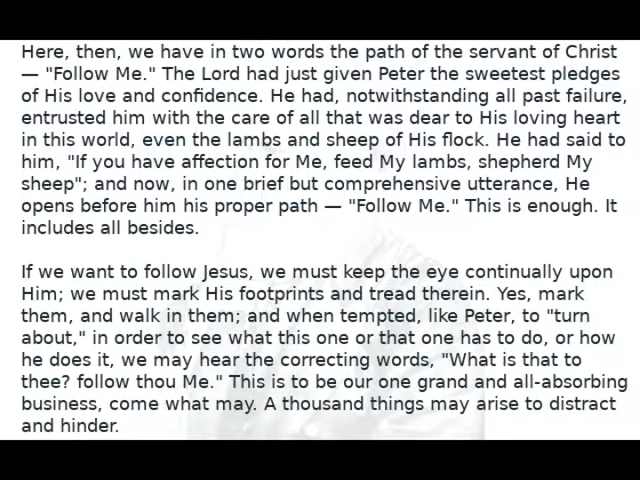 Here, then, we have in two words the path of the servant of Christ
— "Follow Me." The Lord had just given Peter the sweetest pledges
of His love and confidence. He had, notwithstanding all past failure,
entrusted him with the care of all that was dear to His loving heart
in this world, even the lambs and sheep of His flock. He had said to
him, "If you have affection for Me, feed My lambs, shepherd My
sheep"; and now, in one brief but comprehensive utterance, He
opens before him his proper path — "Follow Me." This is enough. It
includes all besides.
If we want to follow Jesus, we must keep the eye continually upon
Him; we must mark His footprints and tread therein. Yes, mark
them, and walk in them; and when tempted, like Peter, to "turn
about," in order to see what this one or that one has to do, or how
he does it, we may hear the correcting words, "What is that to
thee? follow thou Me." This is to be our one grand and all-absorbing
business, come what may. A thousand things may arise to distract
and hinder.